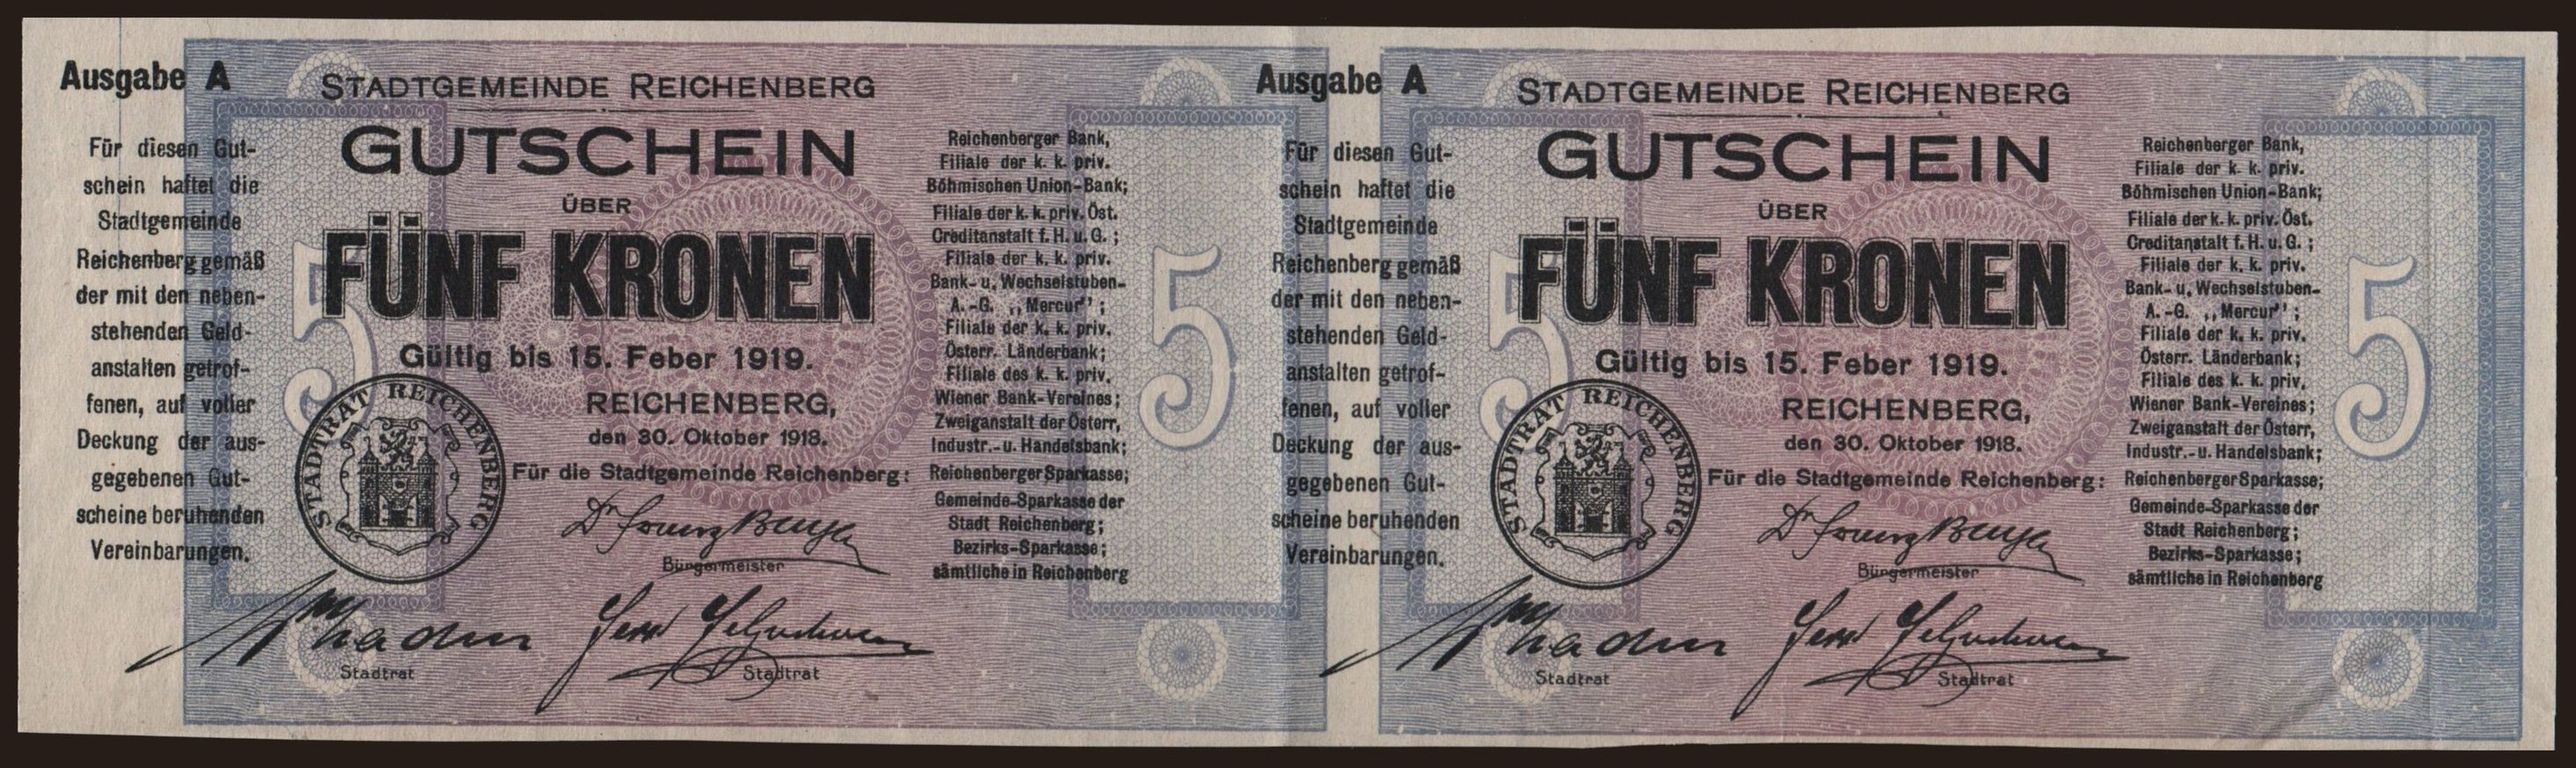 Ausgabe A
Für diesen Gut-
schein haftet die
Stadtgemeinde
Reichenberg gemäß
der mit den neben-
stehenden Geld-
anstalten getrof-
fenen, auf voller
Deckung der aus-
gegebenen Gut-
scheine beruhenden
Vereinbarungen.
STADTGEMEINDE REICHENBERG
GUTSCHEIN
ÜBER
FÜNF KRONEN
Gültig bis 15. Feber 1919.
REICHENBERG,
den 30. Oktober 1918.
Für die Stadtgemeinde Reichenberg:
Bürgermeister
Stadtrat
Stadtrat
STADTRAT REICHENBERG
5
Reichenberger Bank,
Filiale der k. k. priv.
Böhmischen Union-Bank;
Filiale der k. k. priv. Öst.
Creditanstalt f. H. u. G. ;
Filiale der k. k. priv.
Bank- u. Wechselstuben-
A.-G. „Mercur";
Filiale der k. k. priv.
Österr. Länderbank;
Filiale des k. k. priv.
Wiener Bank-Vereines;
Zweiganstalt der Österr,
Industr.- u. Handelsbank;
Reichenberger Sparkasse;
Gemeinde-Sparkasse der
Stadt Reichenberg;
Bezirks-Sparkasse;
sämtliche in Reichenberg
5
Ausgabe A
Für diesen Gut-
schein haftet die
Stadtgemeinde
Reichenberg gemäß
der mit den neben-
stehenden Geld-
anstalten getrof-
fenen, auf voller
Deckung der aus-
gegebenen Gut-
scheine beruhenden
Vereinbarungen.
STADTGEMEINDE REICHENBERG
GUTSCHEIN
ÜBER
FÜNF KRONEN
Gültig bis 15. Feber 1919.
REICHENBERG,
den 30. Oktober 1918.
Für die Stadtgemeinde Reichenberg:
Bürgermeister
Stadtrat
Stadtrat
STADTRAT REICHENBERG
5
Reichenberger Bank,
Filiale der k. k. priv.
Böhmischen Union-Bank;
Filiale der k. k. priv. Öst.
Creditanstalt f. H. u. G. ;
Filiale der k. k. priv.
Bank- u. Wechselstuben-
A.-G. „Mercur";
Filiale der k. k. priv.
Österr. Länderbank;
Filiale des k. k. priv.
Wiener Bank-Vereines;
Zweiganstalt der Österr,
Industr.- u. Handelsbank;
Reichenberger Sparkasse;
Gemeinde-Sparkasse der
Stadt Reichenberg;
Bezirks-Sparkasse;
sämtliche in Reichenberg
5